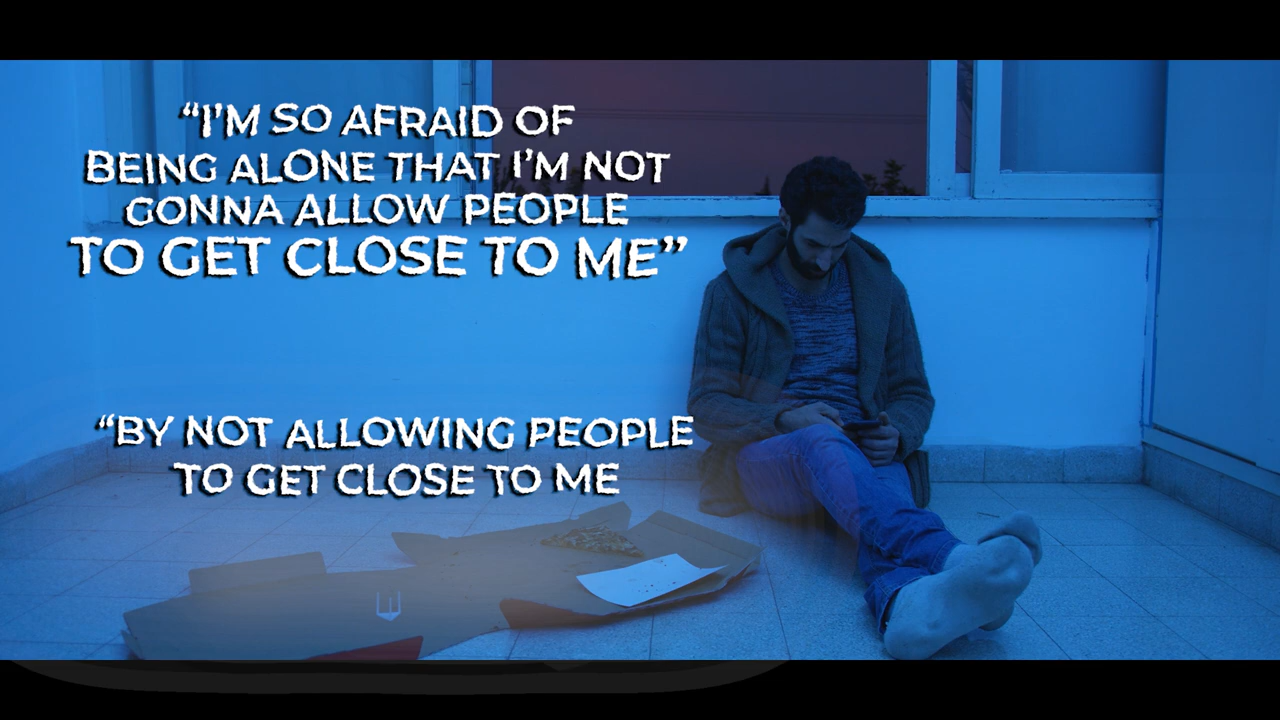 “I’M SO AFRAID OF
BEING ALONE THAT I’M NOT
GONNA ALLOW PEOPLE
TO GET CLOSE TO ME”
“BY NOT ALLOWING PEOPLE
TO GET CLOSE TO ME